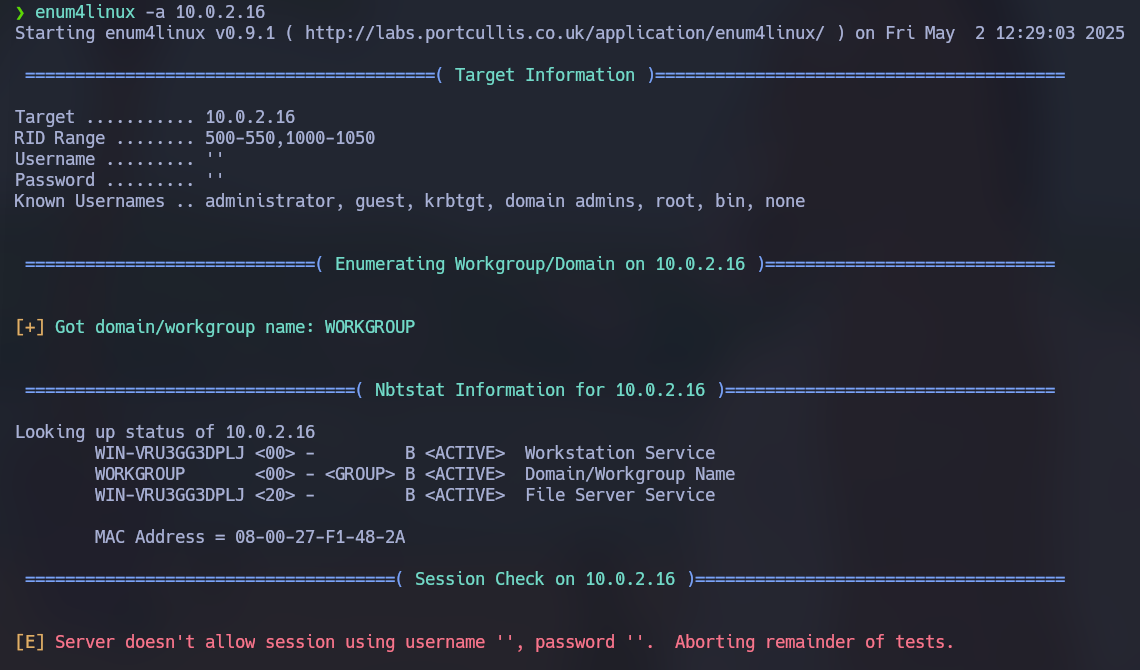 ❯ enum4linux -a 10.0.2.16
Starting enum4linux v0.9.1 ( http://labs.portcullis.co.uk/application/enum4linux/ ) on Fri May  2 12:29:03 2025
 =========================================( Target Information )=========================================
Target ........... 10.0.2.16
RID Range ........ 500-550,1000-1050
Username ......... ''
Password ......... ''
Known Usernames .. administrator, guest, krbtgt, domain admins, root, bin, none
 =============================( Enumerating Workgroup/Domain on 10.0.2.16 )=============================
[+] Got domain/workgroup name: WORKGROUP
 =================================( Nbtstat Information for 10.0.2.16 )=================================
Looking up status of 10.0.2.16
        WIN-VRU3GG3DPLJ <00> -         B <ACTIVE>  Workstation Service
        WORKGROUP       <00> - <GROUP> B <ACTIVE>  Domain/Workgroup Name
        WIN-VRU3GG3DPLJ <20> -         B <ACTIVE>  File Server Service
        MAC Address = 08-00-27-F1-48-2A
 =====================================( Session Check on 10.0.2.16 )=====================================
[E] Server doesn't allow session using username '', password ''.  Aborting remainder of tests.